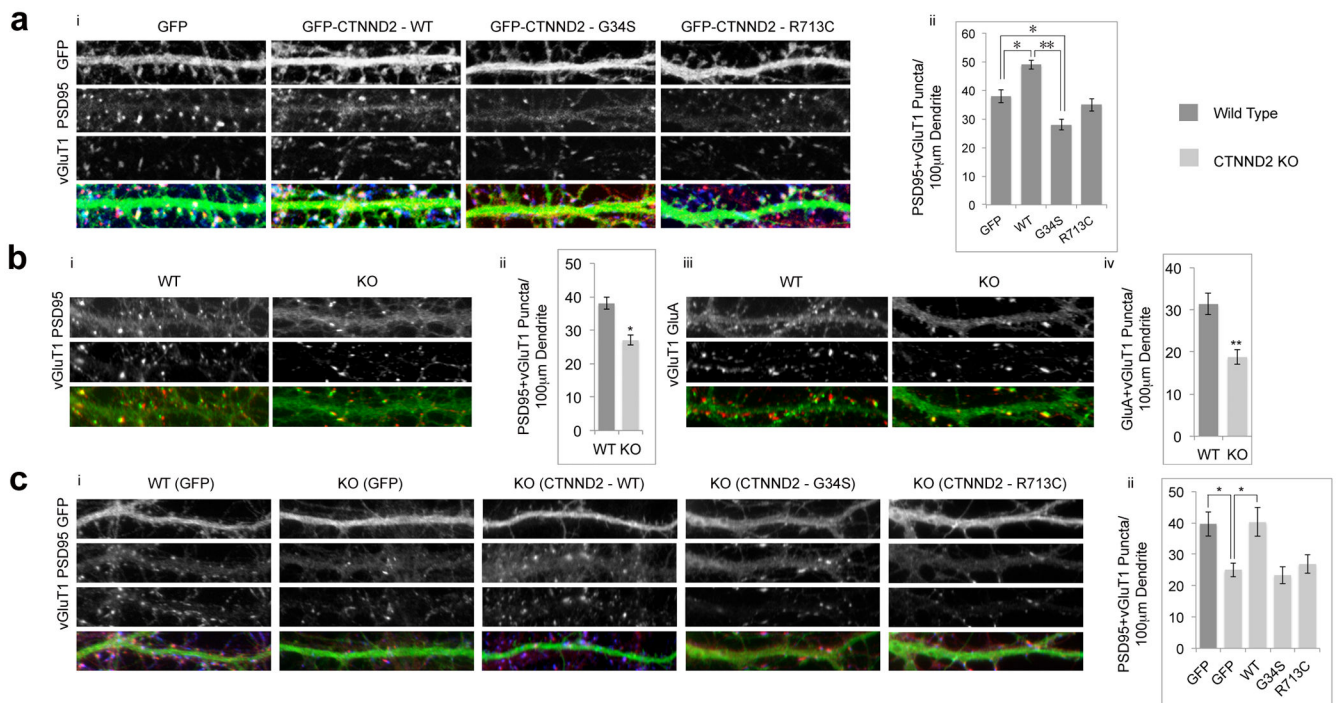 a
i
GFP
GFP-CTNND2 - WT
GFP-CTNND2 - G34S
GFP-CTNND2 - R713C
GFP
PSD95
vGluT1
ii
PSD95+vGluT1 Puncta/
100μm Dendrite
60
50
40
30
20
10
0
*
*
**
GFP
WT
G34S
R713C
Wild Type
CTNND2 KO
b
i
WT
KO
vGluT1 PSD95
ii
PSD95+vGluT1 Puncta/
100μm Dendrite
50
40
30
20
10
0
*
WT KO
iii
WT
KO
vGluT1 GluA
iv
GluA+vGluT1 Puncta/
100μm Dendrite
40
30
20
10
0
**
WT KO
c
i
WT (GFP)
KO (GFP)
KO (CTNND2 - WT)
KO (CTNND2 - G34S)
KO (CTNND2 - R713C)
vGluT1 PSD95 GFP
ii
PSD95+vGluT1 Puncta/
100μm Dendrite
50
40
30
20
10
0
*
*
GFP
GFP
WT
G34S
R713C